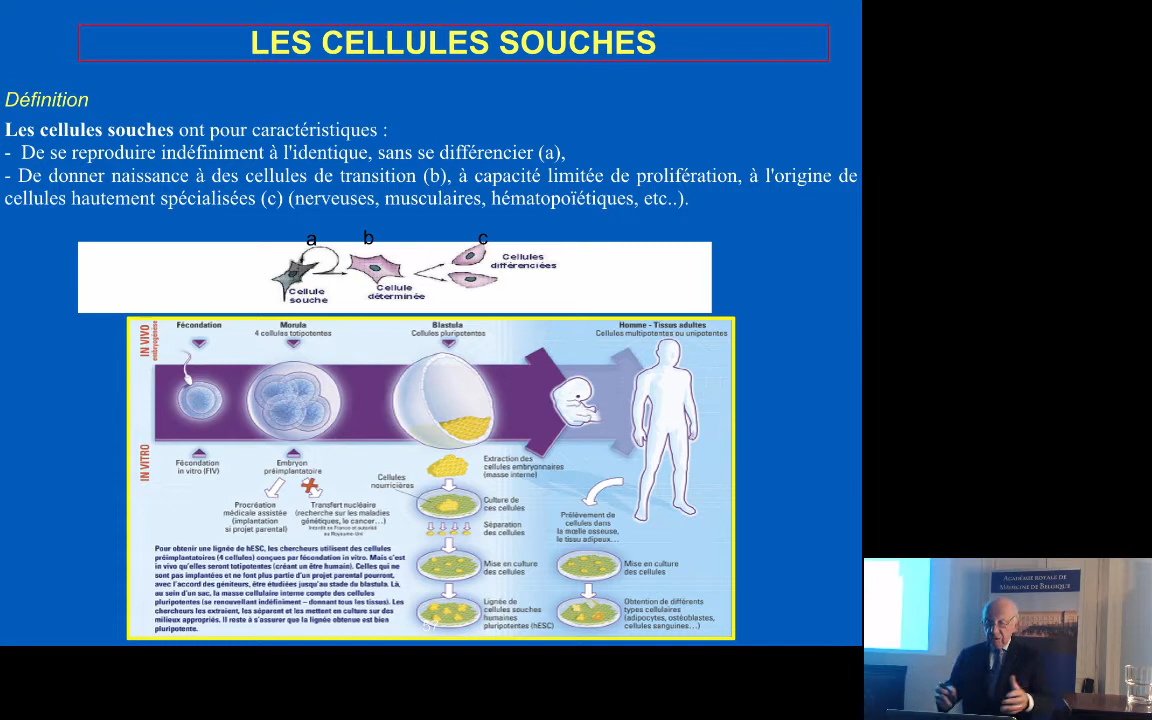 LES CELLULES SOUCHES
Définition
Les cellules souches ont pour caractéristiques :
- De se reproduire indéfiniment à l'identique, sans se différencier (a),
- De donner naissance à des cellules de transition (b), à capacité limitée de prolifération, à l'origine de
cellules hautement spécialisées (c) (nerveuses, musculaires, hématopoïétiques, etc..).
a b c
Cellule
souche
Cellule
déterminée
Cellules
différenciées
IN VIVO
embryogénèse
Fécondation
Morula
4 cellules totipotentes
Blastula
Cellules pluripotentes
Homme - Tissus adultes
Cellules multipotentes ou unipotentes
IN VITRO
Fécondation
in vitro (FIV)
Embryon
préimplantatoire
Procréation
médicale assistée
(implantation
si projet parental)
Transfert nucléaire
(recherche sur les maladies
génétiques, le cancer...)
Interdite en France et autorisé
au Royaume-Uni
Cellules
nourricières
Extraction des
cellules embryonnaires
(masse interne)
Culture de
ces cellules
Séparation
des cellules
Mise en culture
des cellules
Lignée de
cellules souches
humaines
pluripotentes (hESC)
Prélèvement de
cellules dans
la moelle osseuse,
le tissu adipeux...
Mise en culture
des cellules
Obtention de différents
types cellulaires
(adipocytes, ostéoblastes,
cellules sanguines...)
Pour obtenir une lignée de hESC, les chercheurs utilisent des cellules
préimplantatoires (4 cellules) conçues par fécondation in vitro. Mais c'est
in vivo qu'elles seront totipotentes (créant un être humain). Celles qui ne
sont pas implantées et ne font plus partie d'un projet parental pourront,
avec l'accord des géniteurs, être étudiées jusqu'au stade du blastula. Là,
au sein d'un sac, la masse cellulaire interne compte des cellules
pluripotentes (se renouvellant indéfiniment – donnant tous les tissus). Les
chercheurs les extraient, les séparent et les mettent en culture sur des
milieux appropriés. Il reste à s'assurer que la lignée obtenue est bien
pluripotente.
ACADÉMIE ROYALE DE
MÉDECINE DE BELGIQUE